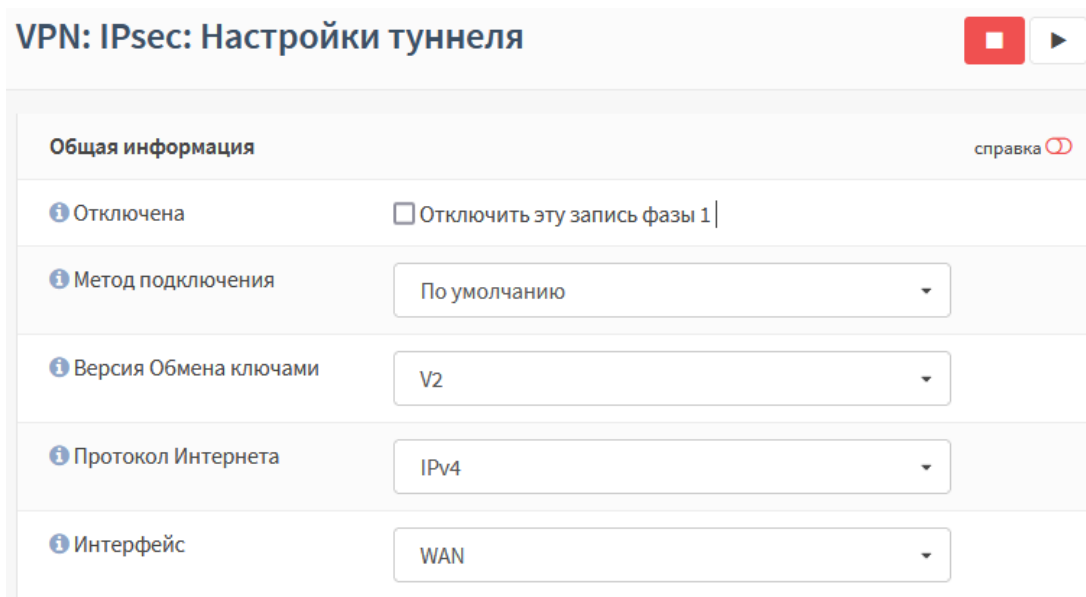 VPN: IPsec: Настройки туннеля
Общая информация
справка
Отключена
Отключить эту запись фазы 1
Метод подключения
По умолчанию
Версия Обмена ключами
V2
Протокол Интернета
IPv4
Интерфейс
WAN